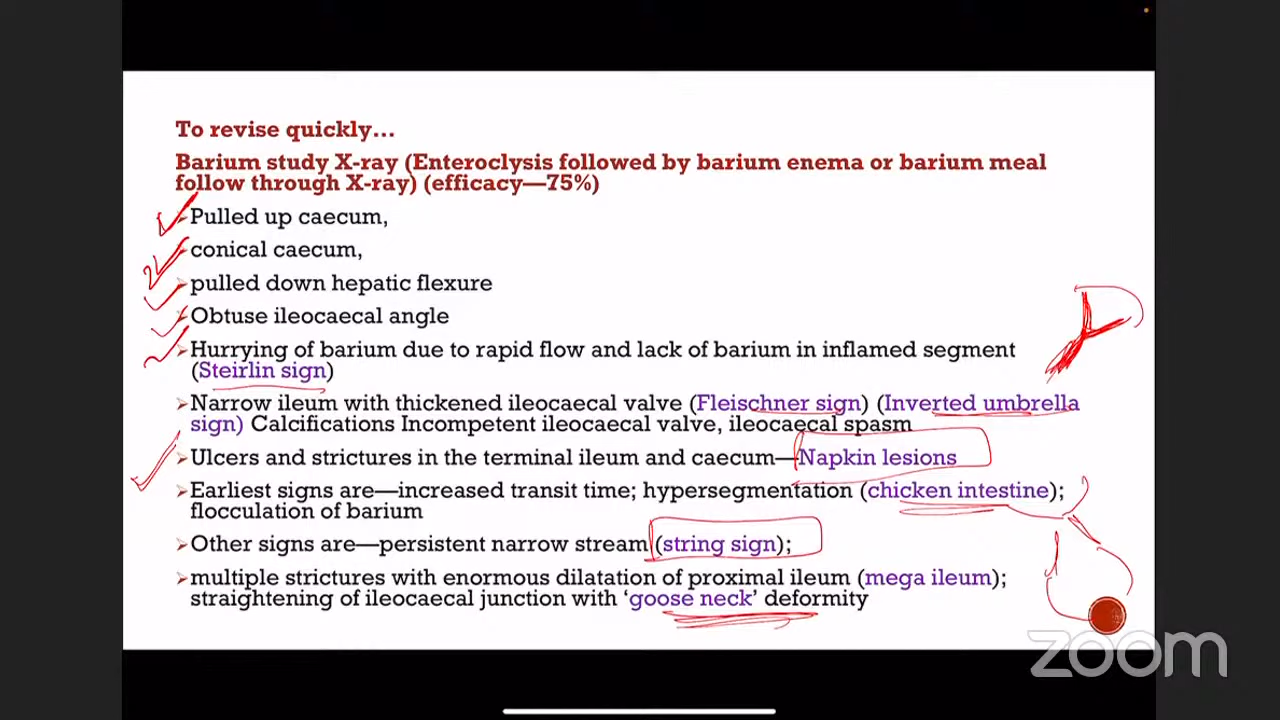 To revise quickly...
Barium study X-ray (Enteroclysis followed by barium enema or barium meal
follow through X-ray) (efficacy—75%)
Pulled up caecum,
conical caecum,
pulled down hepatic flexure
Obtuse ileocaecal angle
Hurrying of barium due to rapid flow and lack of barium in inflamed segment
(Steirlin sign)
Narrow ileum with thickened ileocaecal valve (Fleischner sign) (Inverted umbrella
sign) Calcifications Incompetent ileocaecal valve, ileocaecal spasm
Ulcers and strictures in the terminal ileum and caecum—Napkin lesions
Earliest signs are—increased transit time; hypersegmentation (chicken intestine);
flocculation of barium
Other signs are—persistent narrow stream (string sign);
multiple strictures with enormous dilatation of proximal ileum (mega ileum);
straightening of ileocaecal junction with ‘goose neck’ deformity
zoom